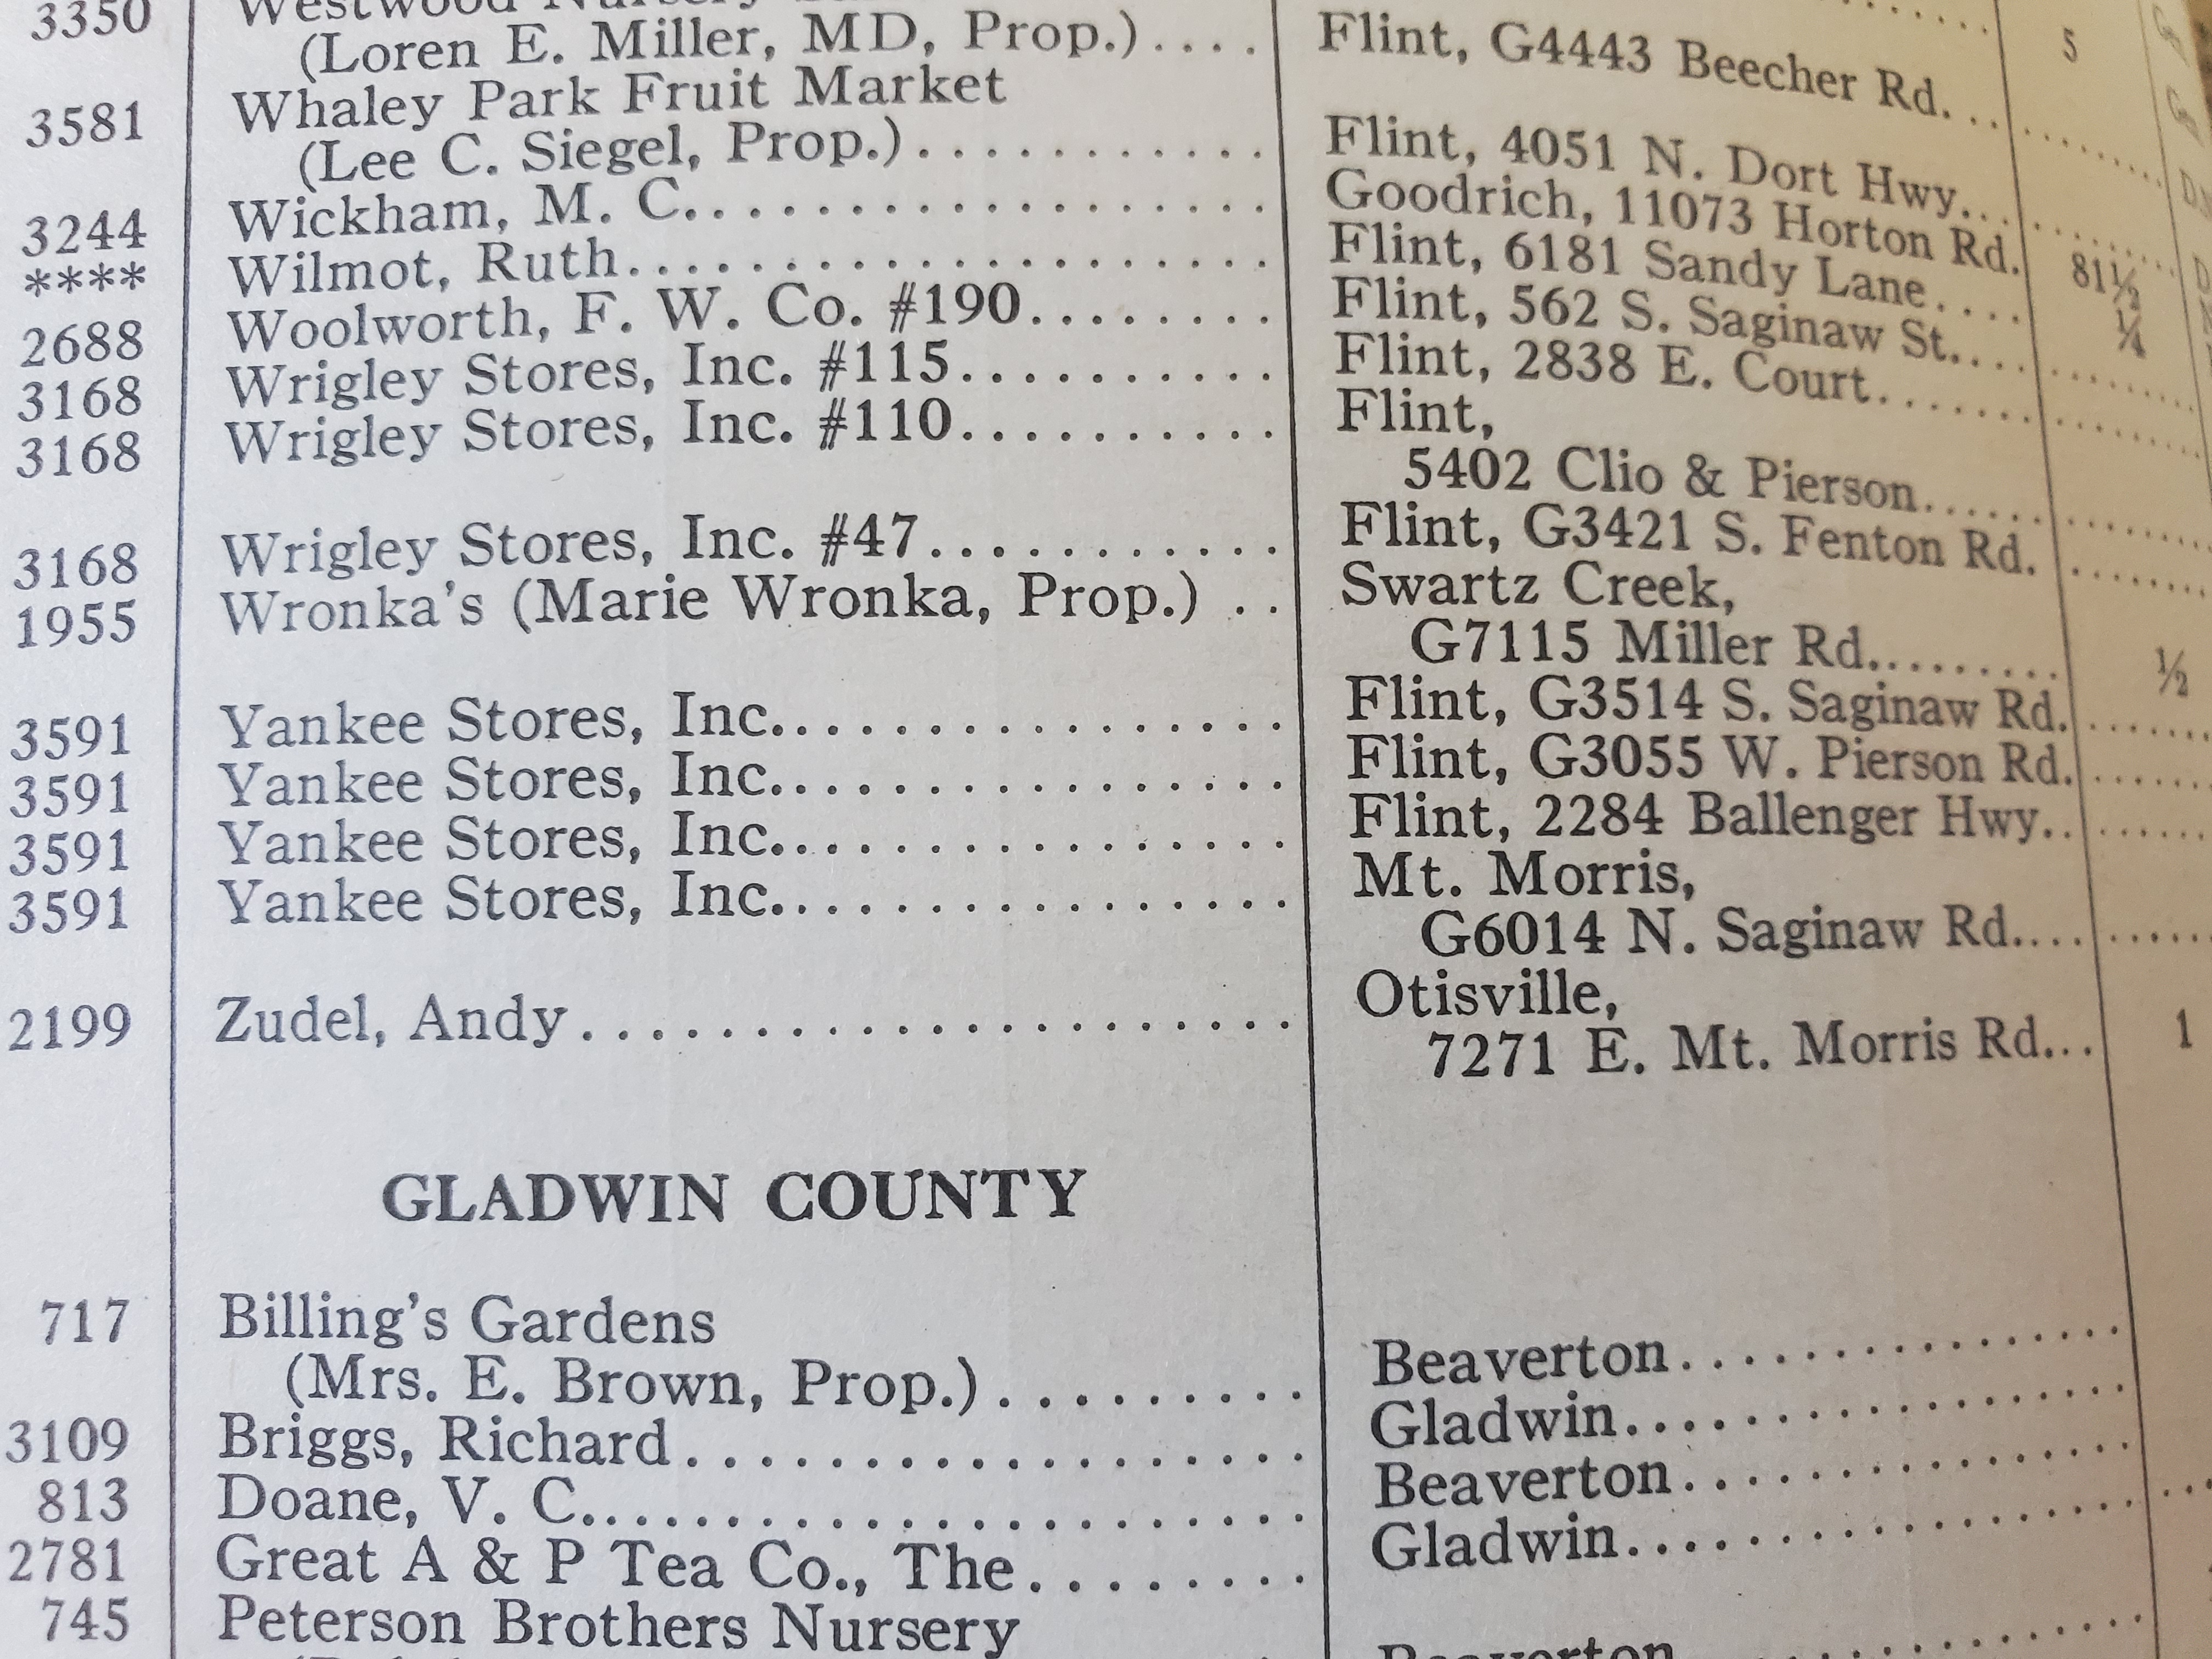 3350 Westwood Nursery
(Loren E. Miller, MD, Prop.).... Flint, G4443 Beecher Rd... 5
3581 Whaley Park Fruit Market
(Lee C. Siegel, Prop.)............ Flint, 4051 N. Dort Hwy...
3244 Wickham, M. C................... Goodrich, 11073 Horton Rd. 81½
**** Wilmot, Ruth...................... Flint, 6181 Sandy Lane.... ¼
2688 Woolworth, F. W. Co. #190........ Flint, 562 S. Saginaw St....
3168 Wrigley Stores, Inc. #115........... Flint, 2838 E. Court.......
3168 Wrigley Stores, Inc. #110........... Flint,
5402 Clio & Pierson......
3168 Wrigley Stores, Inc. #47............ Flint, G3421 S. Fenton Rd.
1955 Wronka's (Marie Wronka, Prop.) .. Swartz Creek,
G7115 Miller Rd......... ½
3591 Yankee Stores, Inc................. Flint, G3514 S. Saginaw Rd.
3591 Yankee Stores, Inc................. Flint, G3055 W. Pierson Rd.
3591 Yankee Stores, Inc................. Flint, 2284 Ballenger Hwy..
3591 Yankee Stores, Inc................. Mt. Morris,
G6014 N. Saginaw Rd....
2199 Zudel, Andy..................... Otisville,
7271 E. Mt. Morris Rd... 1
GLADWIN COUNTY
717 Billing's Gardens
(Mrs. E. Brown, Prop.).......... Beaverton.................
3109 Briggs, Richard................... Gladwin...................
813 Doane, V. C....................... Beaverton.................
2781 Great A & P Tea Co., The......... Gladwin...................
745 Peterson Brothers Nursery
Beaverton